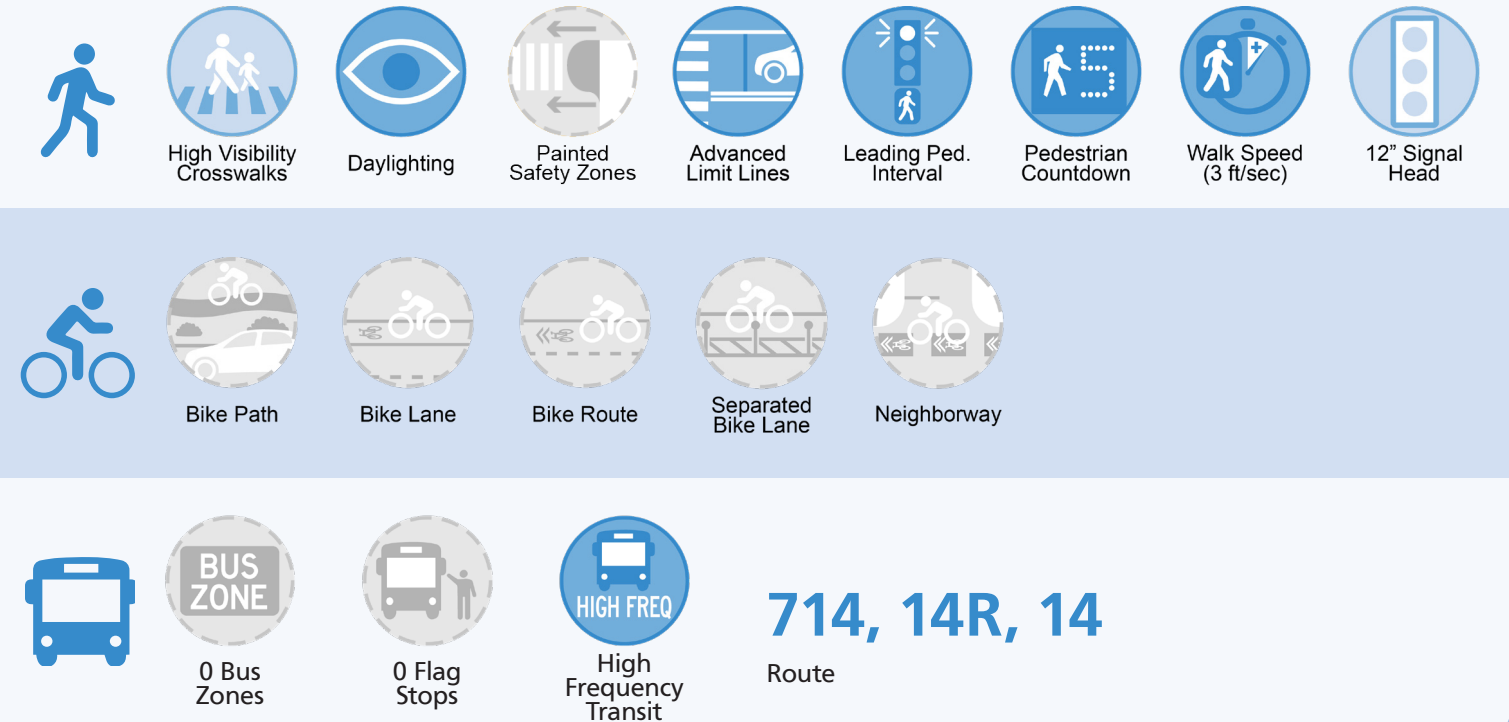 High Visibility
Crosswalks
Daylighting
Painted
Safety Zones
Advanced
Limit Lines
Leading Ped.
Interval
5
Pedestrian
Countdown
Walk Speed
(3 ft/sec)
12” Signal
Head
Bike Path
Bike Lane
Bike Route
Separated
Bike Lane
Neighborway
BUS
ZONE
0 Bus
Zones
0 Flag
Stops
HIGH FREQ
High
Frequency
Transit
714, 14R, 14
Route